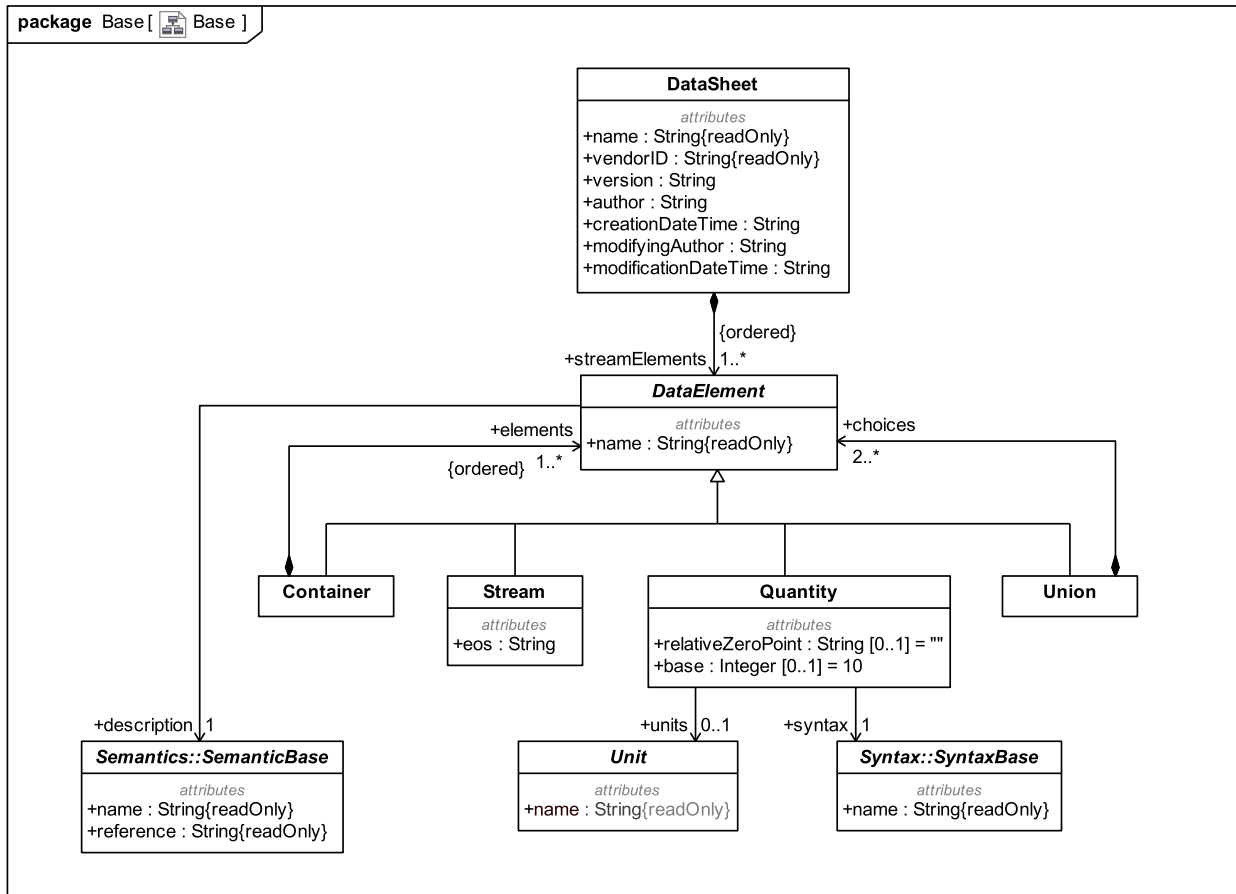 package Base [ Base ]
DataSheet
attributes
+name : String{readOnly}
+vendorID : String{readOnly}
+version : String
+author : String
+creationDateTime : String
+modifyingAuthor : String
+modificationDateTime : String
{ordered}
+streamElements 1..*
DataElement
attributes
+name : String{readOnly}
+elements
{ordered} 1..*
+choices
2..*
Container
Stream
attributes
+eos : String
Quantity
attributes
+relativeZeroPoint : String [0..1] = ""
+base : Integer [0..1] = 10
Union
+description 1
+units 0..1
+syntax 1
Semantics::SemanticBase
attributes
+name : String{readOnly}
+reference : String{readOnly}
Unit
attributes
+name : String{readOnly}
Syntax::SyntaxBase
attributes
+name : String{readOnly}